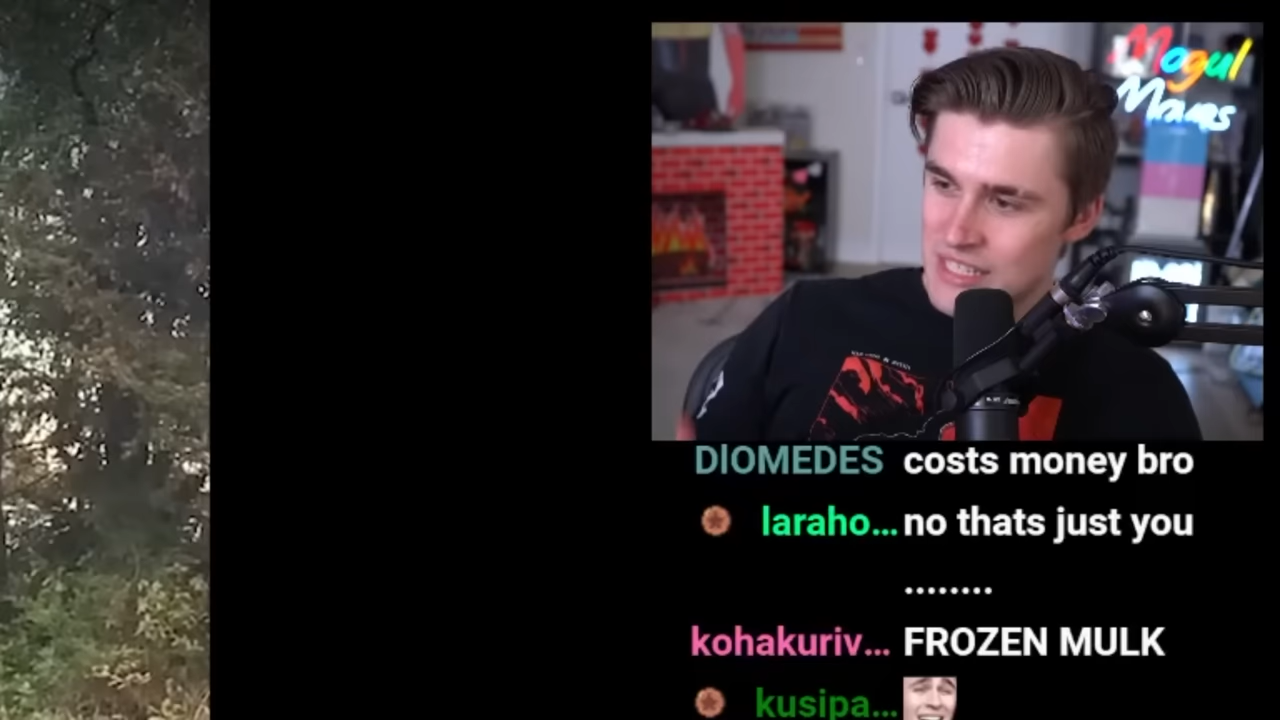 Mogul
Moves
DIOMEDES costs money bro
laraho… no thats just you
........
kohakuriv… FROZEN MULK
kusipa…